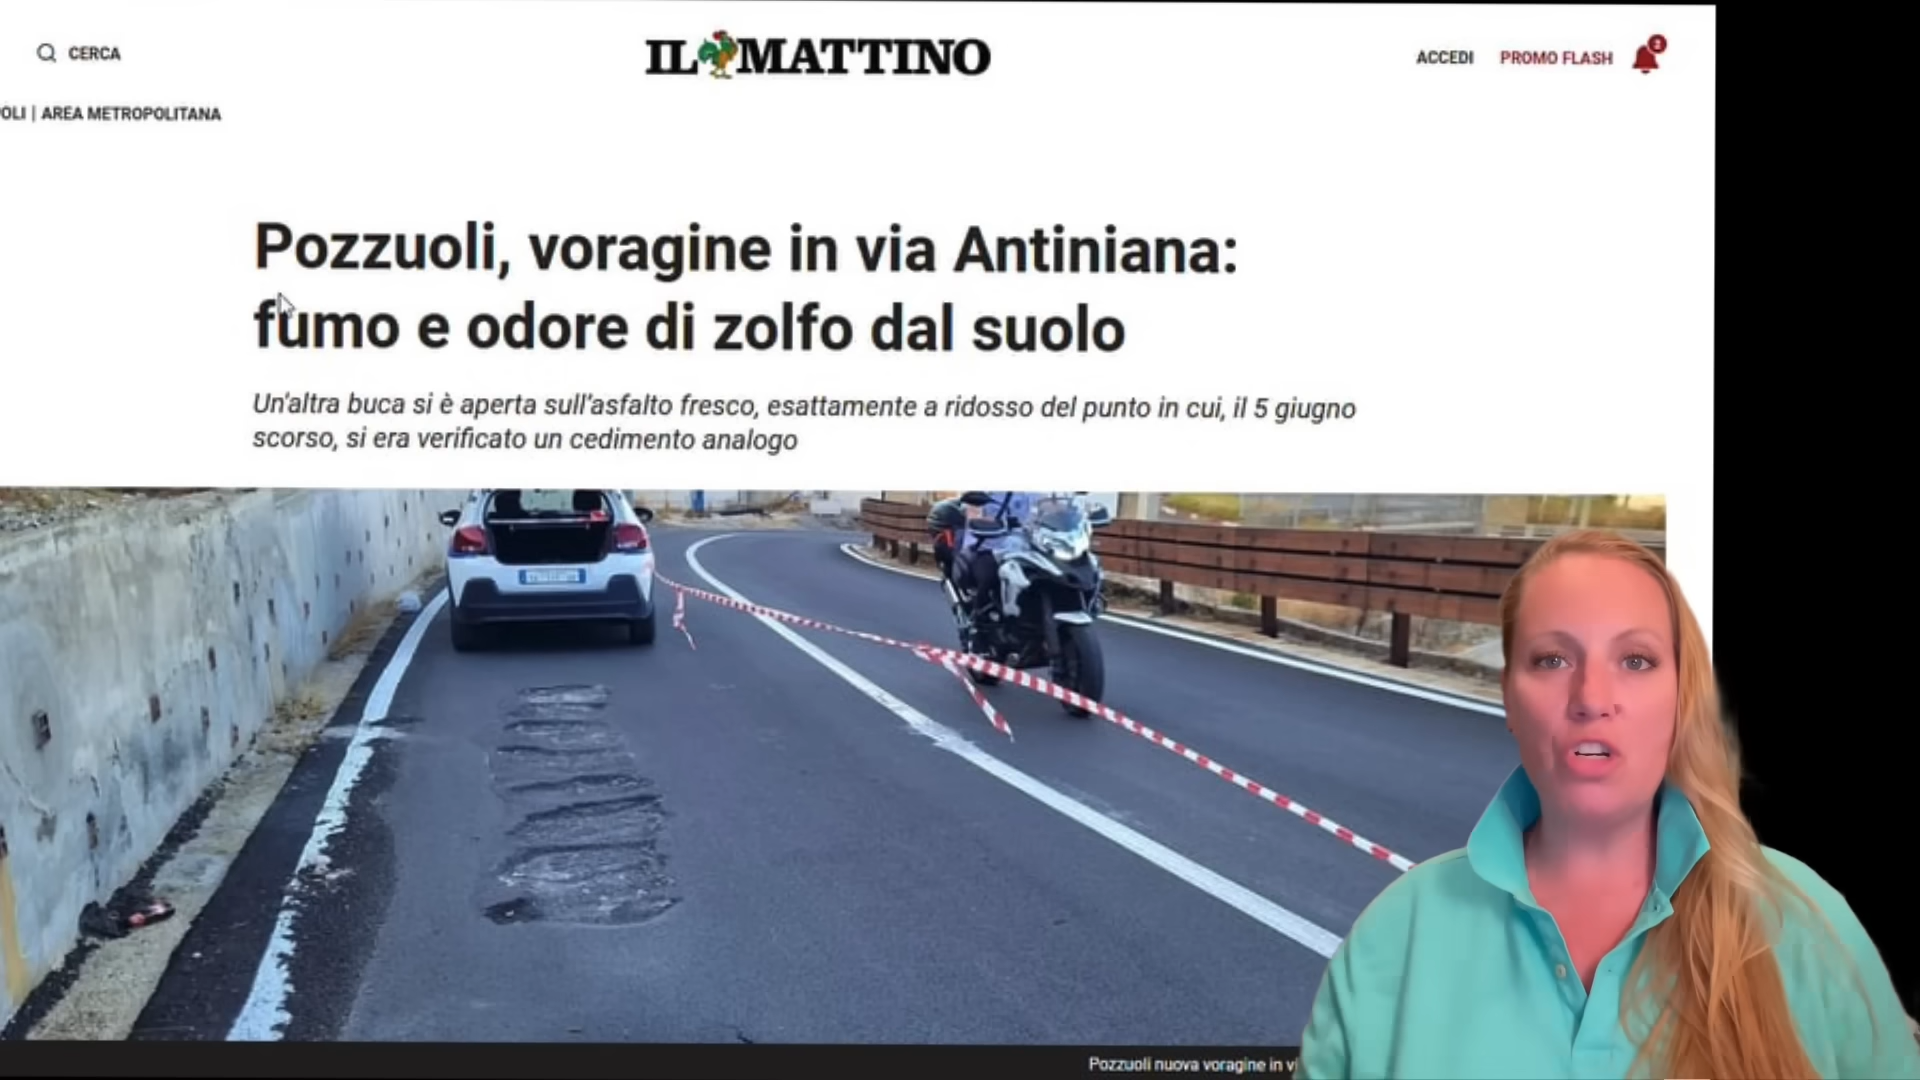 CERCA
IL MATTINO
ACCEDI
PROMO FLASH
2
OLI | AREA METROPOLITANA
Pozzuoli, voragine in via Antiniana:
fumo e odore di zolfo dal suolo
Un'altra buca si è aperta sull'asfalto fresco, esattamente a ridosso del punto in cui, il 5 giugno
scorso, si era verificato un cedimento analogo
Pozzuoli nuova voragine in